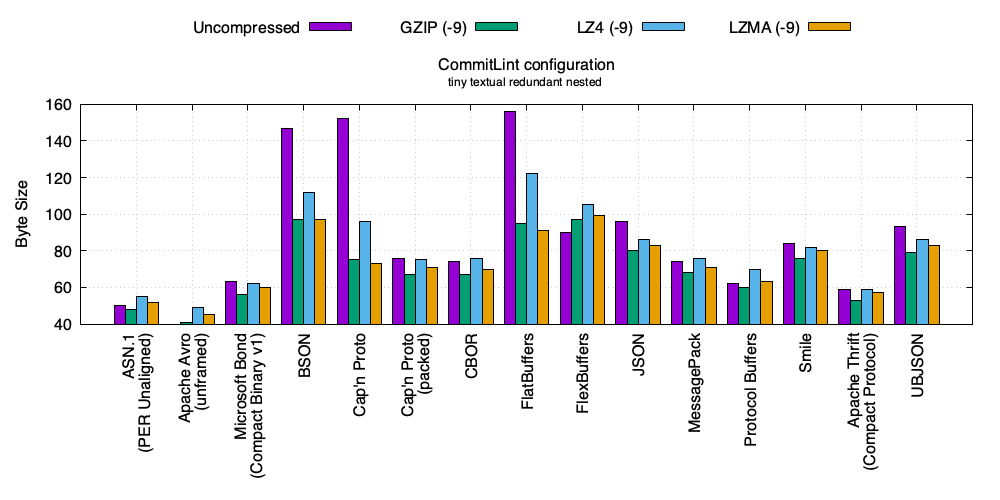 Uncompressed GZIP (-9) LZ4 (-9) LZMA (-9)
CommitLint configuration
tiny textual redundant nested
Byte Size
160
140
120
100
80
60
40
ASN.1
(PER Unaligned)
Apache Avro
(unframed)
Microsoft Bond
(Compact Binary v1)
BSON
Cap'n Proto
Cap'n Proto
(packed)
CBOR
FlatBuffers
FlexBuffers
JSON
MessagePack
Protocol Buffers
Smile
Apache Thrift
(Compact Protocol)
UBJSON